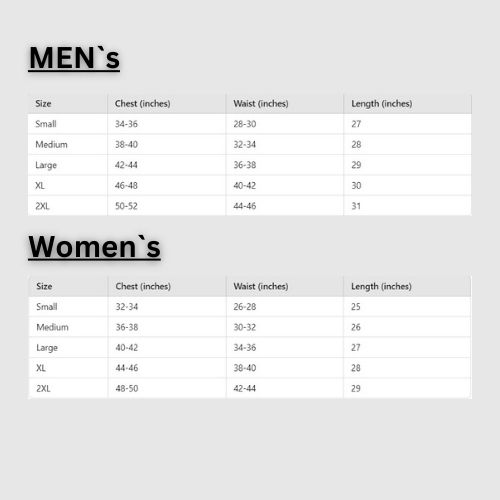 MEN`s
Size Chest (inches) Waist (inches) Length (inches)
Small 34-36 28-30 27
Medium 38-40 32-34 28
Large 42-44 36-38 29
XL 46-48 40-42 30
2XL 50-52 44-46 31
Women`s
Size Chest (inches) Waist (inches) Length (inches)
Small 32-34 26-28 25
Medium 36-38 30-32 26
Large 40-42 34-36 27
XL 44-46 38-40 28
2XL 48-50 42-44 29